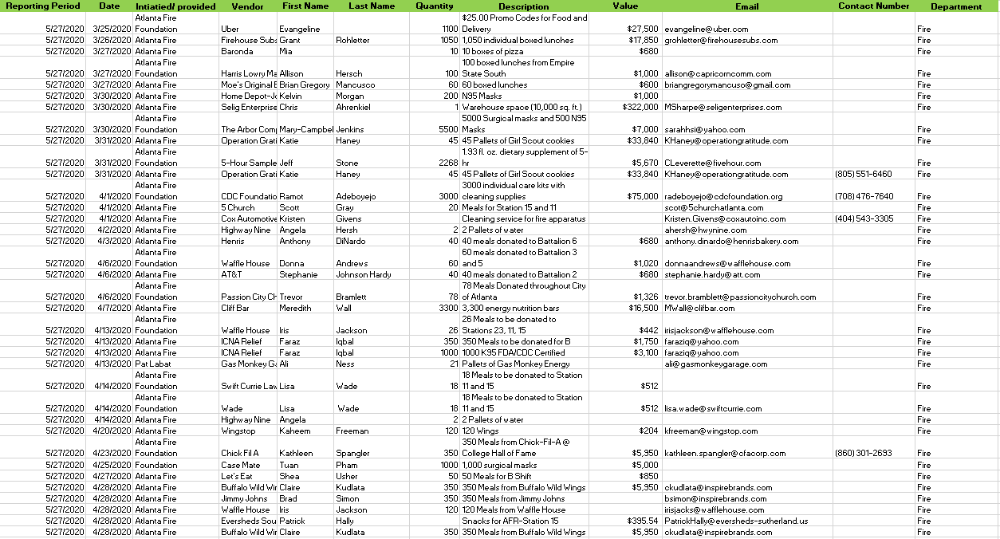 Reporting Period Date Intiatied/ provided Vendor First Name Last Name Quantity Description Value Email Contact Number Department
Atlanta Fire $25.00 Promo Codes for Food and
5/27/2020 3/25/2020 Foundation Uber Evangeline 1100 Delivery $27,500 evangeline@uber.com Fire
5/27/2020 3/26/2020 Atlanta Fire Firehouse Subs Grant Rohletter 1050 1,050 individual boxed lunches $17,850 grohletter@firehousesubs.com Fire
5/27/2020 3/27/2020 Atlanta Fire Baronda Mia 10 10 boxes of pizza $680 Fire
Atlanta Fire 100 boxed lunches from Empire
5/27/2020 3/27/2020 Foundation Harris Lowry Ma Allison Hersch 100 State South $1,000 allison@capricorncomm.com Fire
5/27/2020 3/27/2020 Atlanta Fire Moe's Original B Brian Gregory Mancusco 60 60 boxed lunches $600 briangregorymancuso@gmail.com Fire
5/27/2020 3/30/2020 Atlanta Fire Home Depot-Jo Kelvin Morgan 200 N95 Masks $1,000 Fire
5/27/2020 3/30/2020 Atlanta Fire Selig Enterprise Chris Ahrenkiel 1 Warehouse space (10,000 sq. ft.) $322,000 MSharpe@seligenterprises.com Fire
Atlanta Fire 5000 Surgical masks and 500 N95
5/27/2020 3/30/2020 Foundation The Arbor Comp Mary-Campbel Jenkins 5500 Masks $7,000 sarahhsi@yahoo.com Fire
5/27/2020 3/31/2020 Atlanta Fire Operation Grati Katie Haney 45 45 Pallets of Girl Scout cookies $33,840 KHaney@operationgratitude.com Fire
Atlanta Fire 1.93 fl. oz. dietary supplement of 5-
5/27/2020 3/31/2020 Foundation 5-Hour Sample Jeff Stone 2268 hr $5,670 CLeverette@fivehour.com Fire
5/27/2020 3/31/2020 Atlanta Fire Operation Grati Katie Haney 45 45 Pallets of Girl Scout cookies $33,840 KHaney@operationgratitude.com (805) 551-6460 Fire
Atlanta Fire 3000 individual care kits with
5/27/2020 4/1/2020 Foundation CDC Foundatio Ramot Adeboyejo 3000 cleaning supplies $75,000 radeboyejo@cdcfoundation.org (708) 476-7640 Fire
5/27/2020 4/1/2020 Atlanta Fire 5 Church Scott Gray 20 Meals for Station 15 and 11 scot@5churchatlanta.com Fire
5/27/2020 4/1/2020 Atlanta Fire Cox Automotive Kristen Givens Cleaning service for fire apparatus Kristen.Givens@coxautoinc.com (404) 543-3305 Fire
5/27/2020 4/2/2020 Atlanta Fire Highway Nine Angela Hersh 2 2 Pallets of water ahersh@hwynine.com Fire
5/27/2020 4/3/2020 Atlanta Fire Henris Anthony DiNardo 40 40 meals donated to Battalion 6 $680 anthony.dinardo@henrisbakery.com Fire
Atlanta Fire 60 meals donated to Battalion 3
5/27/2020 4/6/2020 Foundation Waffle House Donna Andrews 60 and 5 $1,020 donnaandrews@wafflehouse.com Fire
5/27/2020 4/6/2020 Atlanta Fire AT&T Stephanie Johnson Hardy 40 40 meals donated to Battalion 2 $680 stephanie.hardy@att.com Fire
Atlanta Fire 78 Meals Donated throughout City
5/27/2020 4/6/2020 Foundation Passion City Ch Trevor Bramlett 78 of Atlanta $1,326 trevor.bramblett@passioncitychurch.com Fire
5/27/2020 4/7/2020 Atlanta Fire Cliff Bar Meredith Wall 3300 3,300 energy nutrition bars $16,500 MWall@clifbar.com Fire
Atlanta Fire 26 Meals to be donated to
5/27/2020 4/13/2020 Foundation Waffle House Iris Jackson 26 Stations 23, 11, 15 $442 irisjackson@wafflehouse.com Fire
5/27/2020 4/13/2020 Atlanta Fire ICNA Relief Faraz Iqbal 350 350 Meals to be donated for B $1,750 faraziq@yahoo.com Fire
5/27/2020 4/13/2020 Atlanta Fire ICNA Relief Faraz Iqbal 1000 1000 K95 FDA/CDC Certified $3,100 faraziq@yahoo.com Fire
5/27/2020 4/13/2020 Pat Labat Gas Monkey Ga Ali Ness 21 Pallets of Gas Monkey Energy ali@gasmonkeygarage.com Fire
Atlanta Fire 18 Meals to be donated to Station
5/27/2020 4/14/2020 Foundation Swift Currie Law Lisa Wade 18 11 and 15 $512 Fire
Atlanta Fire 18 Meals to be donated to Station
5/27/2020 4/14/2020 Foundation Wade Lisa Wade 18 11 and 15 $512 lisa.wade@swiftcurrie.com Fire
5/27/2020 4/14/2020 Atlanta Fire Highway Nine Angela 2 2 Pallets of water Fire
5/27/2020 4/20/2020 Atlanta Fire Wingstop Kaheem Freeman 120 120 Wings $204 kfreeman@wingstop.com Fire
Atlanta Fire 350 Meals from Chick-Fil-A @
5/27/2020 4/23/2020 Foundation Chick Fil A Kathleen Spangler 350 College Hall of Fame $5,950 kathleen.spangler@cfacorp.com (860) 301-2693 Fire
5/27/2020 4/25/2020 Foundation Case Mate Tuan Pham 1000 1,000 surgical masks $5,000 Fire
5/27/2020 4/27/2020 Atlanta Fire Let's Eat Shea Usher 50 50 Meals for B Shift $850 Fire
5/27/2020 4/28/2020 Atlanta Fire Buffalo Wild Wir Claire Kudlata 350 350 Meals from Buffalo Wild Wings $5,950 ckudlata@inspirebrands.com Fire
5/27/2020 4/28/2020 Atlanta Fire Jimmy Johns Brad Simon 350 350 Meals from Jimmy Johns bsimon@inspirebrands.com Fire
5/27/2020 4/28/2020 Atlanta Fire Waffle House Iris Jackson 120 120 Meals from Waffle House irisjacks@wafflehouse.com Fire
5/27/2020 4/28/2020 Atlanta Fire Eversheds Sou Patrick Hally Snacks for AFR-Station 15 $395.54 PatrickHally@eversheds-sutherland.us Fire
5/27/2020 4/28/2020 Atlanta Fire Buffalo Wild Wir Claire Kudlata 350 350 Meals from Buffalo Wild Wings $5,950 ckudlata@inspirebrands.com Fire